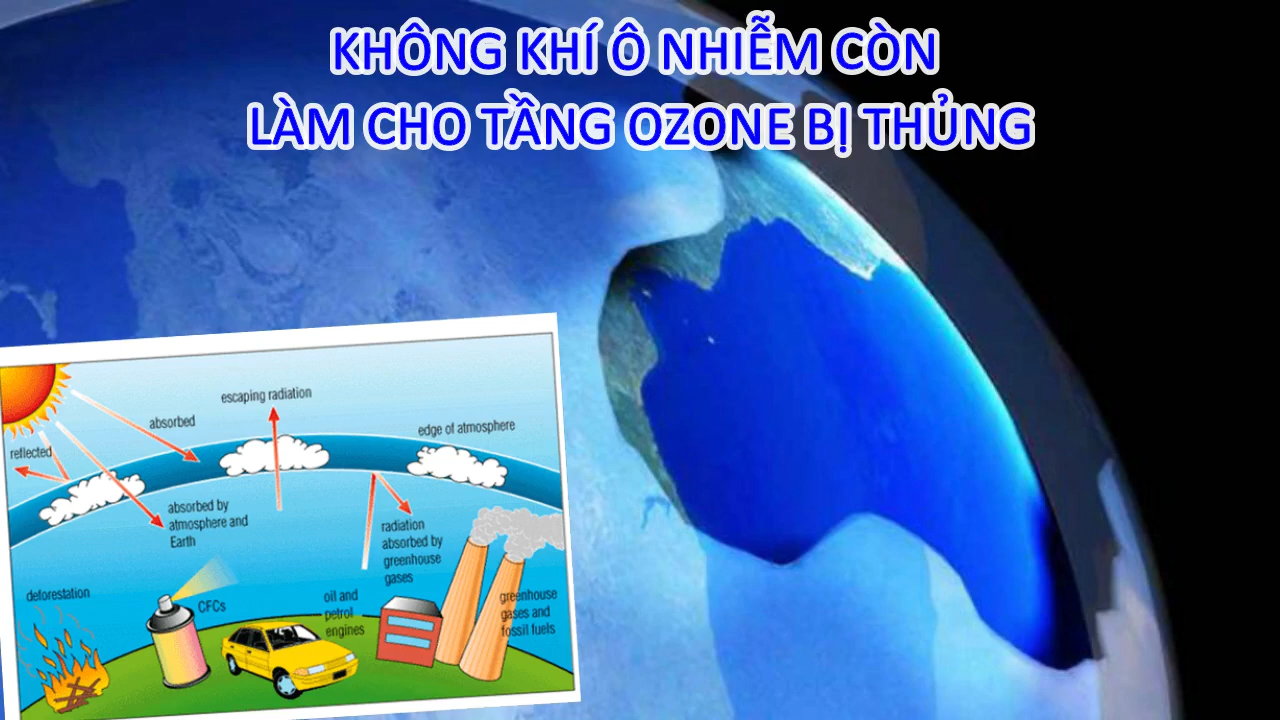 KHÔNG KHÍ Ô NHIỄM CÒN
LÀM CHO TẦNG OZONE BỊ THỦNG
escaping radiation
absorbed
edge of atmosphere
reflected
absorbed by
atmosphere and
Earth
radiation
absorbed by
greenhouse
gases
deforestation
CFCs
oil and
petrol
engines
greenhouse
gases and
fossil fuels